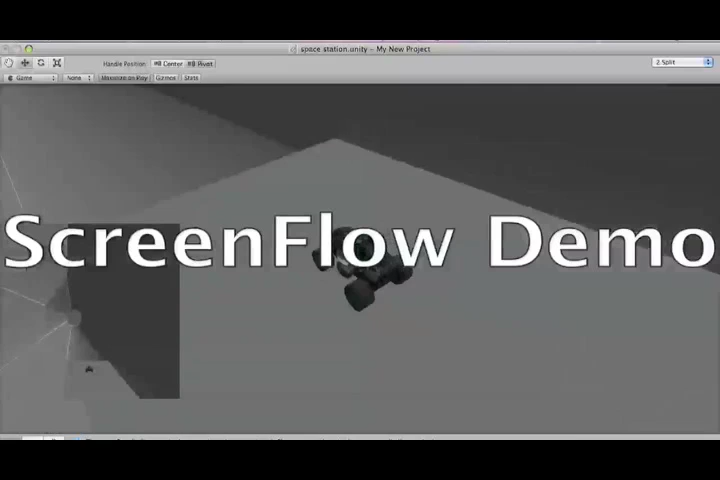 space station.unity – My New Project
Handle Position: Center Pivot 2 Split
Game None Maximize on Play Gizmos Stats
ScreenFlow Demo